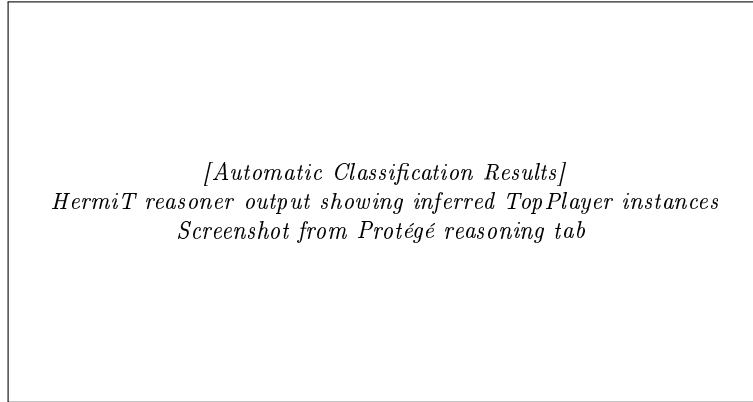 [Automatic Classification Results]
HermiT reasoner output showing inferred TopPlayer instances
Screenshot from Protégé reasoning tab